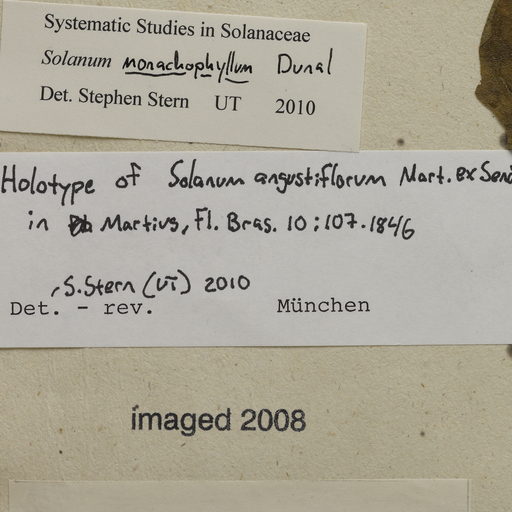 Systematic Studies in Solanaceae
Solanum monachophyllum Dunal
Det. Stephen Stern UT 2010
Holotype of Solanum angustiflorum Mart. ex Send
in Martius, Fl. Bras. 10:107. 1846
S. Stern (UT) 2010
Det. - rev. München
imaged 2008